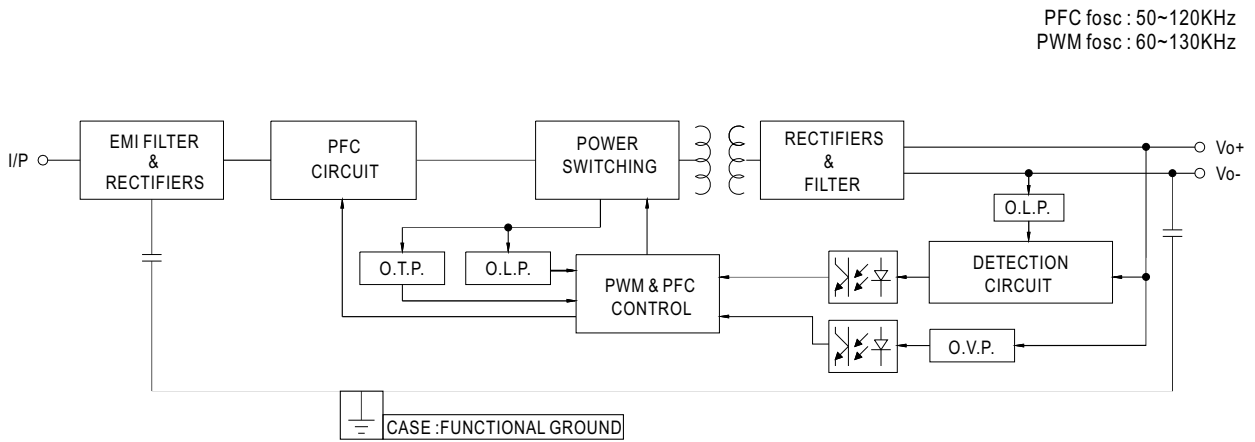 PFC fosc : 50~120KHz
PWM fosc : 60~130KHz
I/P
EMI FILTER
&
RECTIFIERS
PFC
CIRCUIT
POWER
SWITCHING
RECTIFIERS
&
FILTER
Vo+
Vo-
O.L.P.
O.T.P.
O.L.P.
PWM & PFC
CONTROL
DETECTION
CIRCUIT
O.V.P.
CASE :FUNCTIONAL GROUND